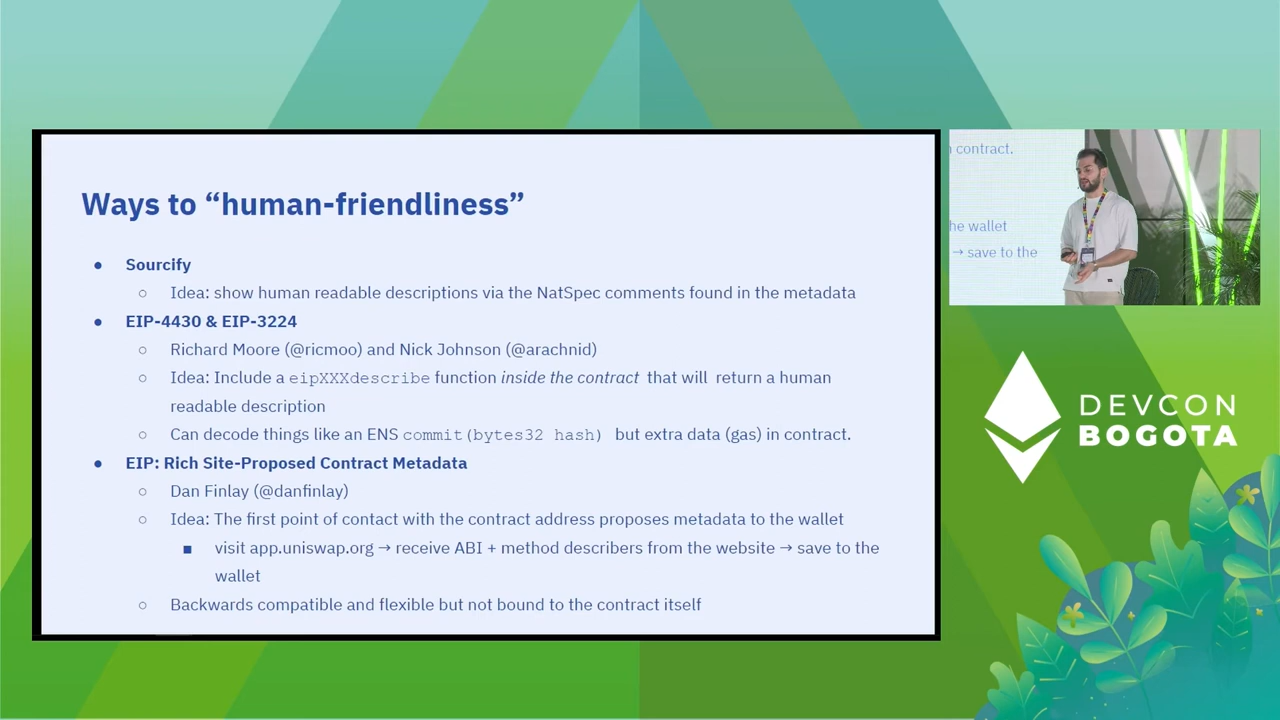 Ways to “human-friendliness”
● Sourcify
○ Idea: show human readable descriptions via the NatSpec comments found in the metadata
● EIP-4430 & EIP-3224
○ Richard Moore (@ricmoo) and Nick Johnson (@arachnid)
○ Idea: Include a eipXXXdescribe function inside the contract that will return a human
readable description
○ Can decode things like an ENS commit(bytes32 hash) but extra data (gas) in contract.
● EIP: Rich Site-Proposed Contract Metadata
○ Dan Finlay (@danfinlay)
○ Idea: The first point of contact with the contract address proposes metadata to the wallet
■ visit app.uniswap.org → receive ABI + method describers from the website → save to the
wallet
○ Backwards compatible and flexible but not bound to the contract itself
contract.
the wallet
→ save to the
DEVCON
BOGOTA